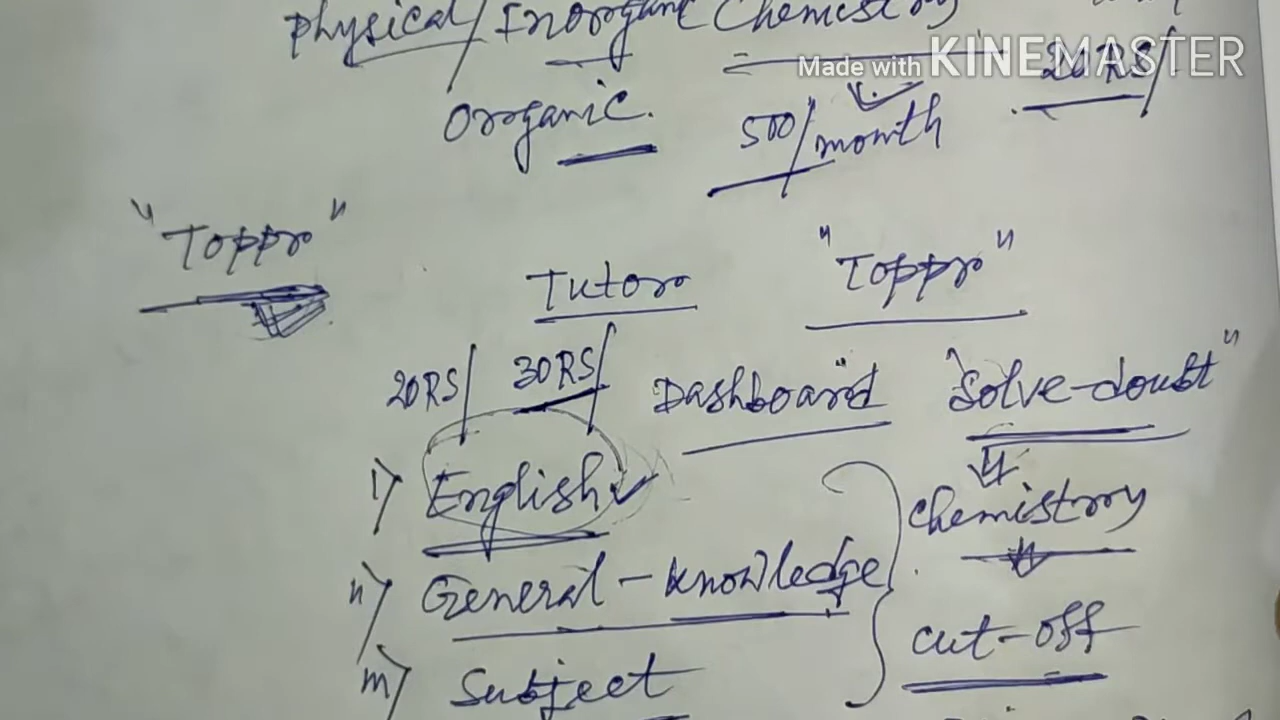 Physical/Inorganic Chemistry
Made with KINEMASTER
20RS/
Organic.
500/month
"Toppr"
Tutor
"Toppr"
20RS/ 30RS/
Dashboard
"Solve-doubt"
i) English
Chemistry
ii) General-knowledge
cut-off
iii) Subject